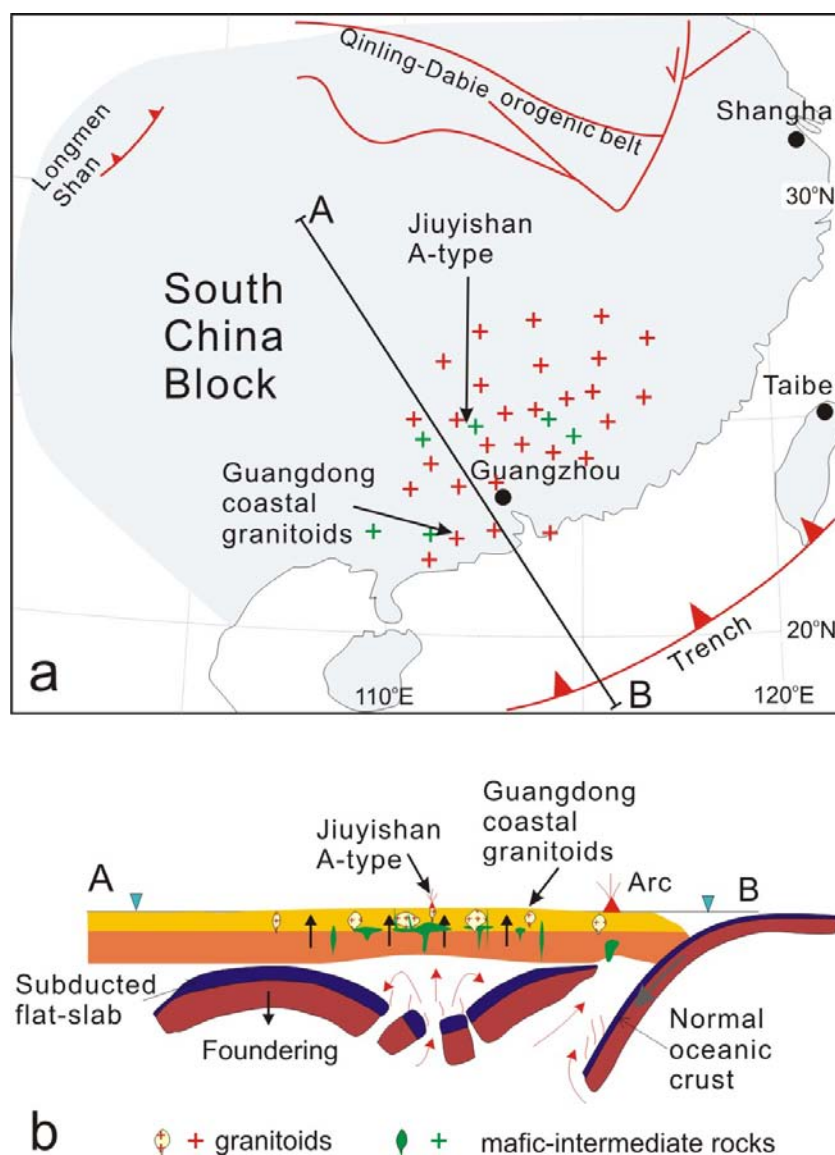 Qinling-Dabie orogenic belt
Longmen
Shan
Shangha
30°N
A
Jiuyishan
A-type
South
China
Block
Taibe
Guangdong
coastal
granitoids
Guangzhou
Trench
20°N
a
110°E
B
120°E
Jiuyishan
A-type
Guangdong
coastal
granitoids
A
Arc
B
Subducted
flat-slab
Foundering
Normal
oceanic
crust
b
granitoids
mafic-intermediate rocks